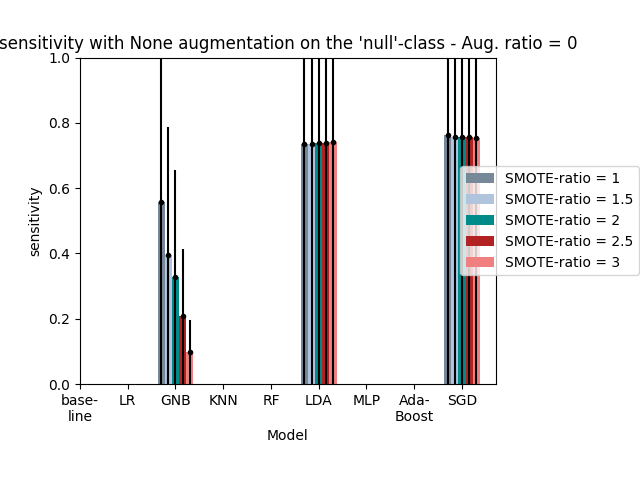 sensitivity with None augmentation on the 'null'-class - Aug. ratio = 0
1.0
0.8
0.6
0.4
0.2
0.0
sensitivity
SMOTE-ratio = 1
SMOTE-ratio = 1.5
SMOTE-ratio = 2
SMOTE-ratio = 2.5
SMOTE-ratio = 3
base-
line
LR
GNB
KNN
RF
LDA
MLP
Ada-
Boost
SGD
Model